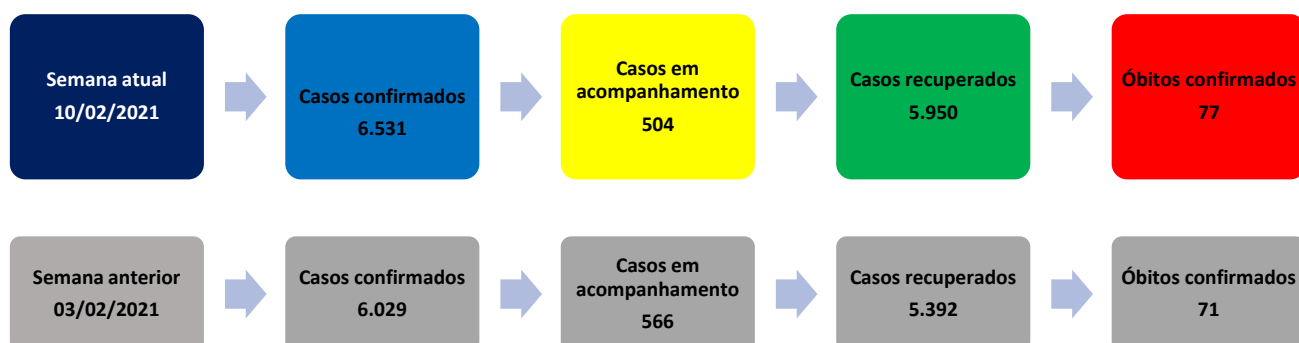 Semana atual
10/02/2021
Casos confirmados
6.531
Casos em
acompanhamento
504
Casos recuperados
5.950
Óbitos confirmados
77
Semana anterior
03/02/2021
Casos confirmados
6.029
Casos em
acompanhamento
566
Casos recuperados
5.392
Óbitos confirmados
71